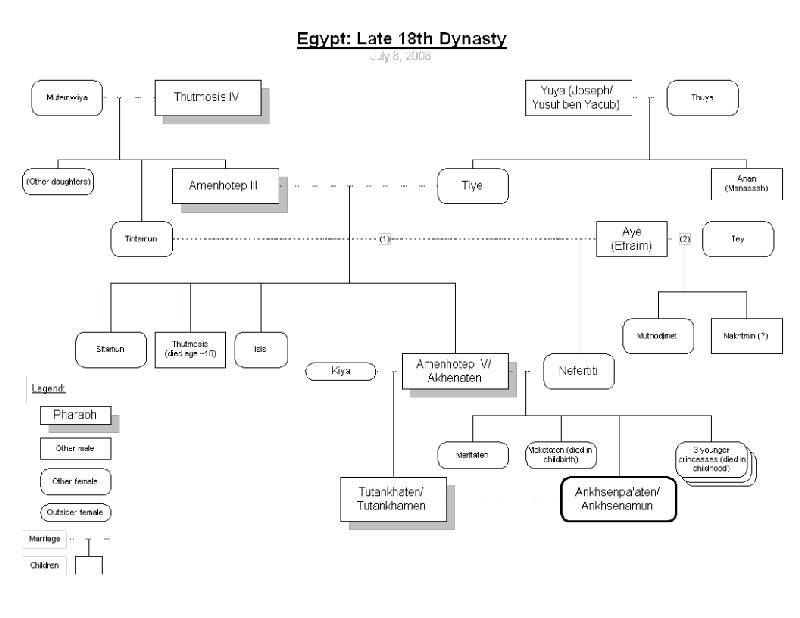 Egypt: Late 18th Dynasty
July 8, 2008
Mutemwiya
Thutmosis IV
Yuya (Joseph/
Yusuf ben Yacub)
Thuya
(Other daughters)
Amenhotep III
Tiye
Anan
(Manassah)
Tintamun
(1)
Aye
(Efraim)
(2)
Tey
Sitamun
Thutmosis
(died age ~10)
Isis
Mutnodjmet
Nakhtmin (?)
Kiya
Amenhotep IV/
Akhenaten
Nefertiti
Legend:
Pharaoh
Other male
Other female
Outsider female
Marriage
Children
Meritaten
Meketaten (died in
childbirth)
3 younger
princesses (died in
childhood)
Tutankhaten/
Tutankhamen
Ankhsenpa'aten/
Ankhsenamun